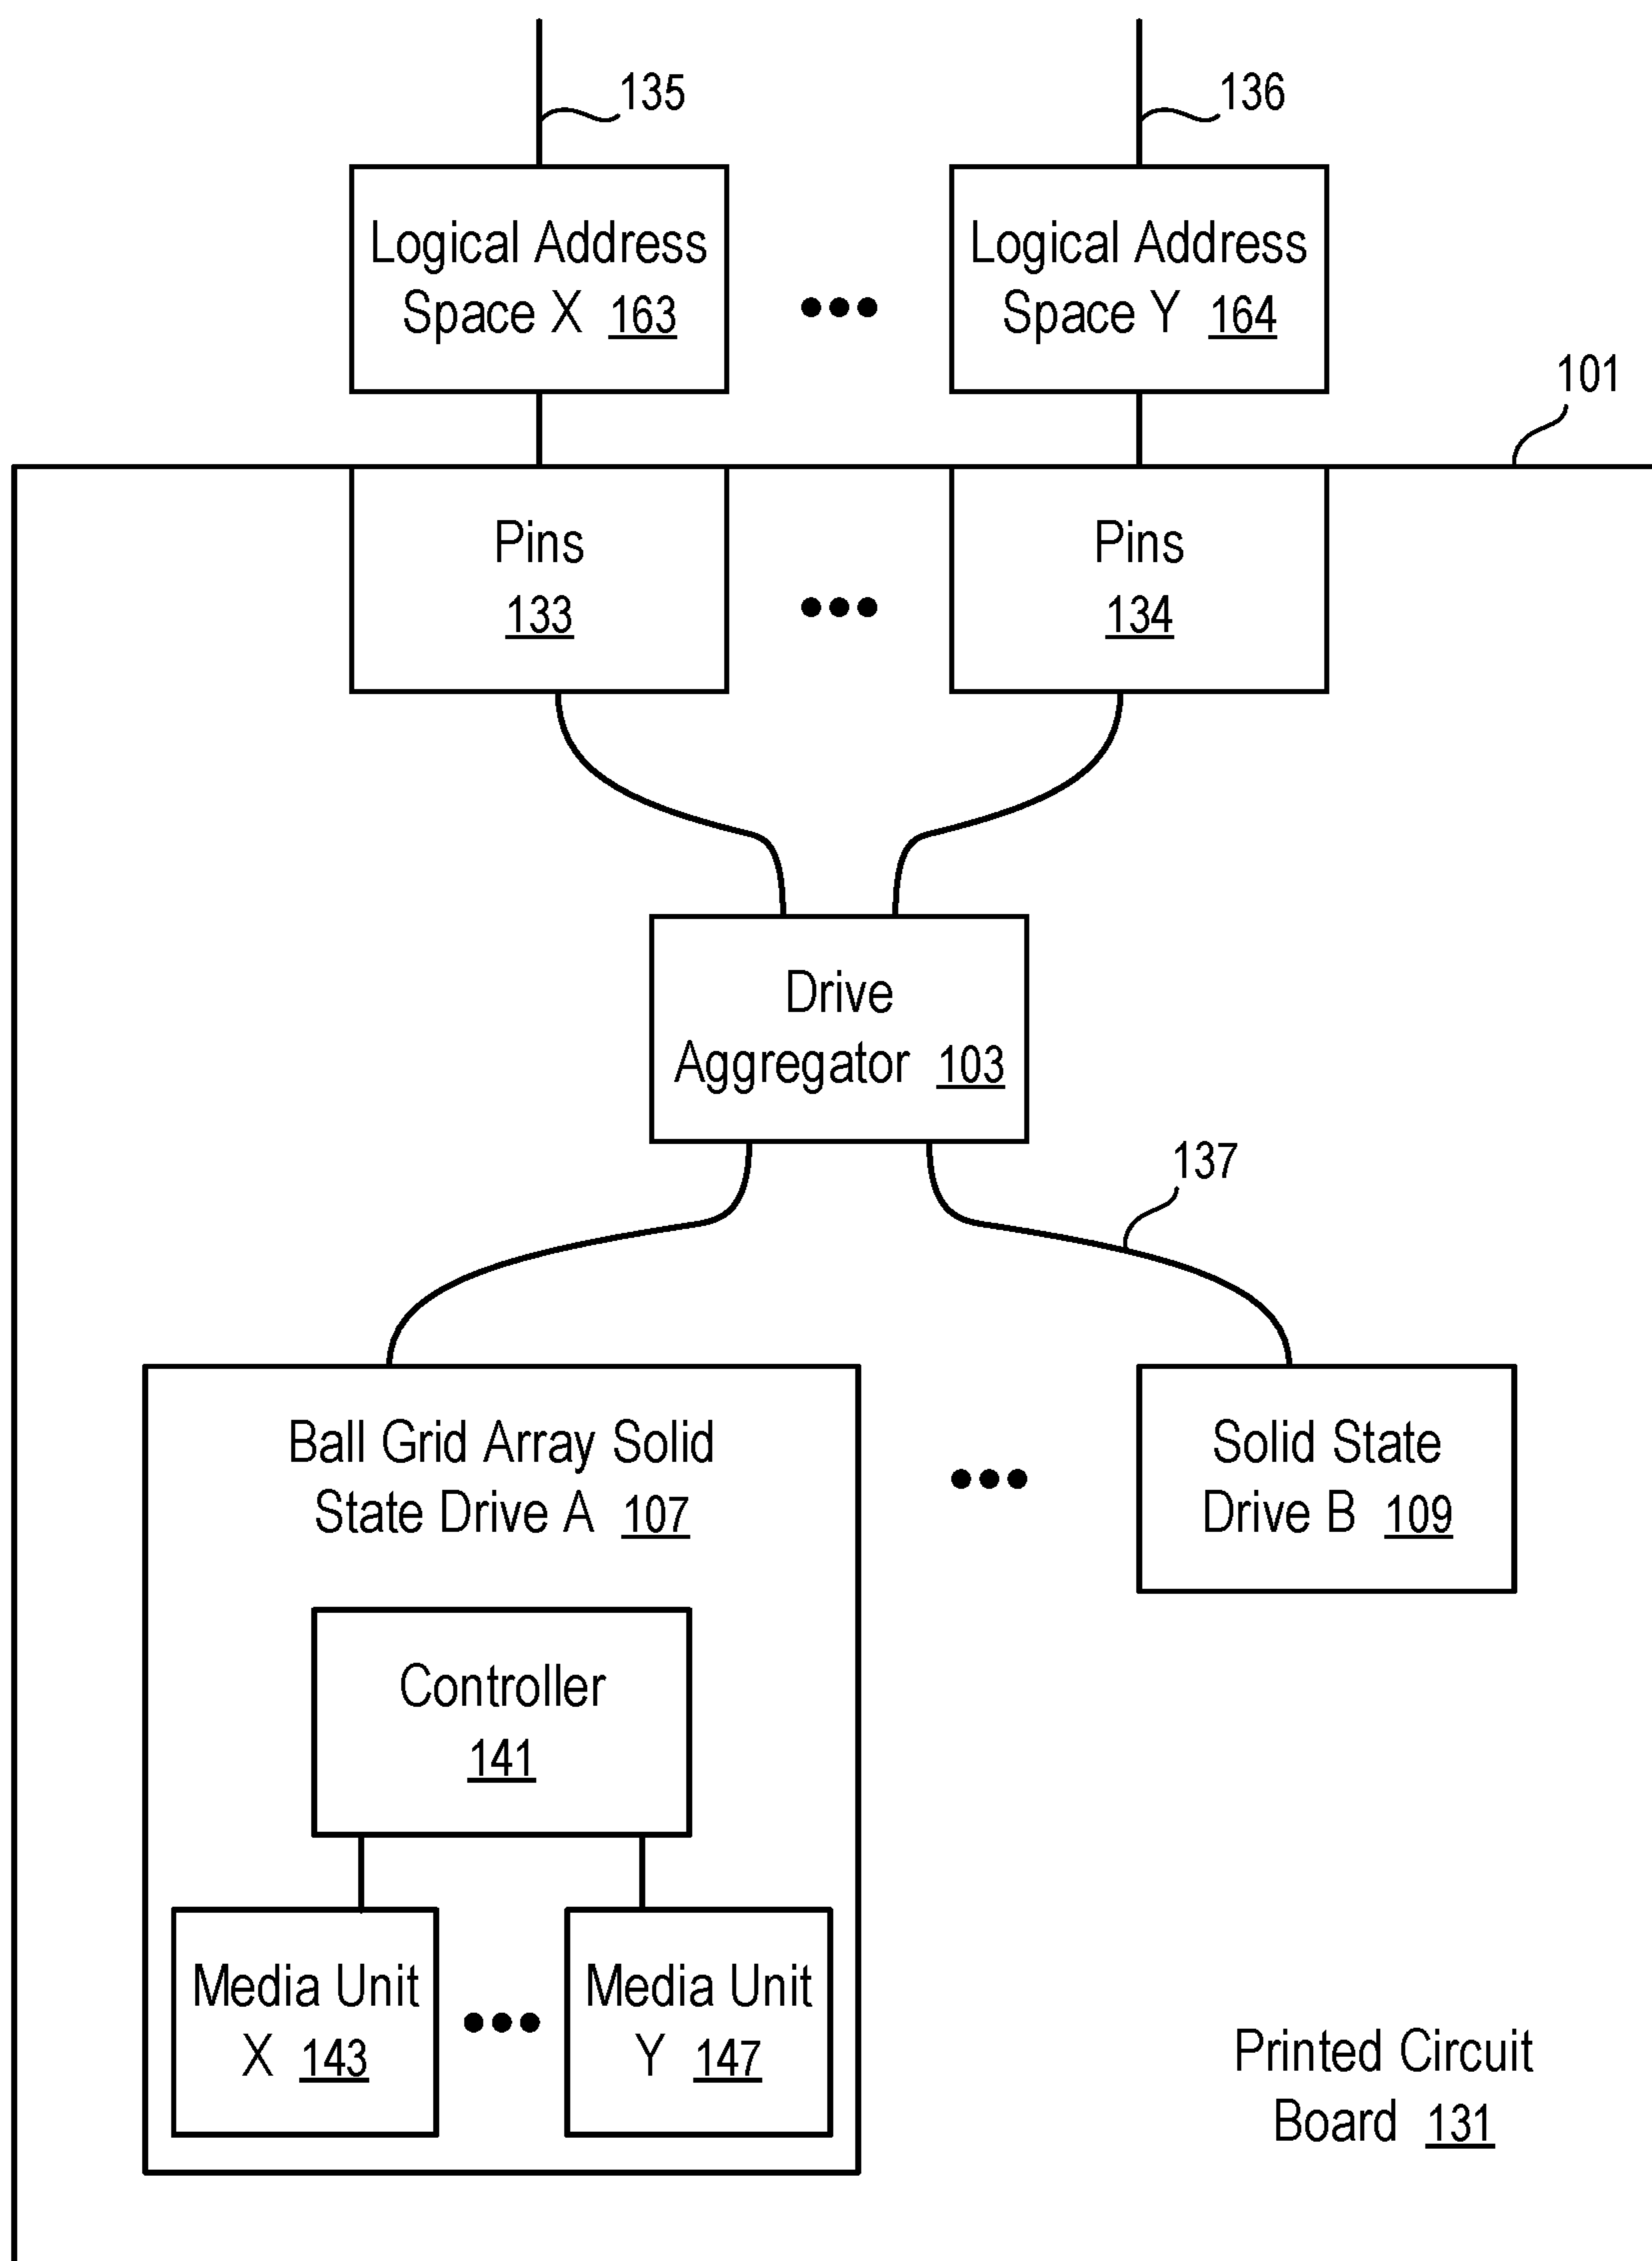 135
136
Logical Address
Space X 163
Logical Address
Space Y 164
101
Pins
133
Pins
134
Drive
Aggregator 103
137
Ball Grid Array Solid
State Drive A 107
Solid State
Drive B 109
Controller
141
Media Unit
X 143
Media Unit
Y 147
Printed Circuit
Board 131